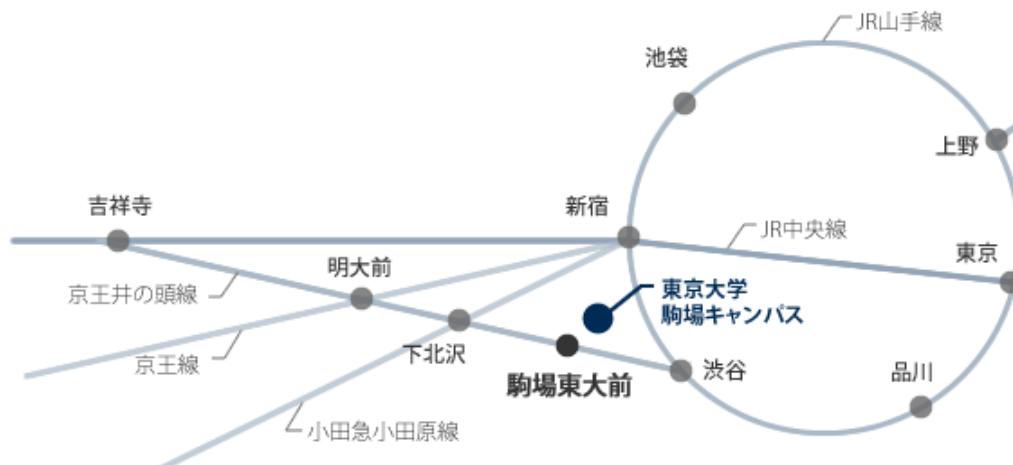 JR山手線
池袋
上野
吉祥寺
新宿
JR中央線
東京
明大前
京王井の頭線
東京大学
駒場キャンパス
京王線
下北沢
駒場東大前
渋谷
品川
小田急小田原線